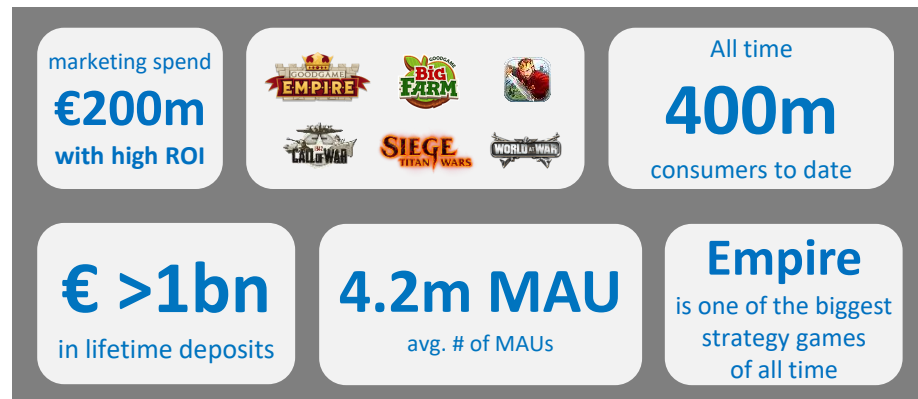 marketing spend
€200m
with high ROI
GOODGAME
EMPIRE
GOODGAME
BIG
FARM
CALL OF WAR
SIEGE
TITAN WARS
WORLD WAR
All time
400m
consumers to date
€ >1bn
in lifetime deposits
4.2m MAU
avg. # of MAUs
Empire
is one of the biggest
strategy games
of all time